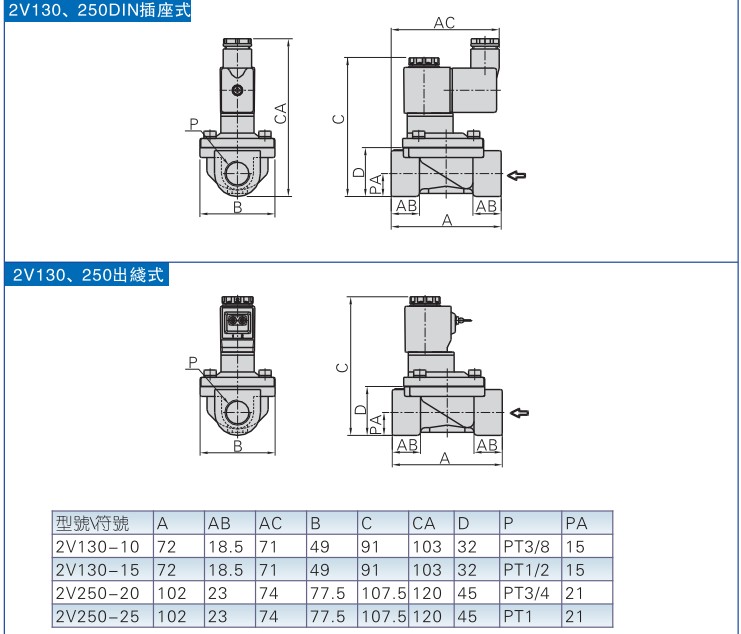 2V130、250DIN插座式
AC
P
CA
C
D
PA
AB
AB
B
A
2V130、250出綫式
P
C
D
PA
AB
AB
B
A
型號\符號 A AB AC B C CA D P PA
2V130-10 72 18.5 71 49 91 103 32 PT3/8 15
2V130-15 72 18.5 71 49 91 103 32 PT1/2 15
2V250-20 102 23 74 77.5 107.5 120 45 PT3/4 21
2V250-25 102 23 74 77.5 107.5 120 45 PT1 21